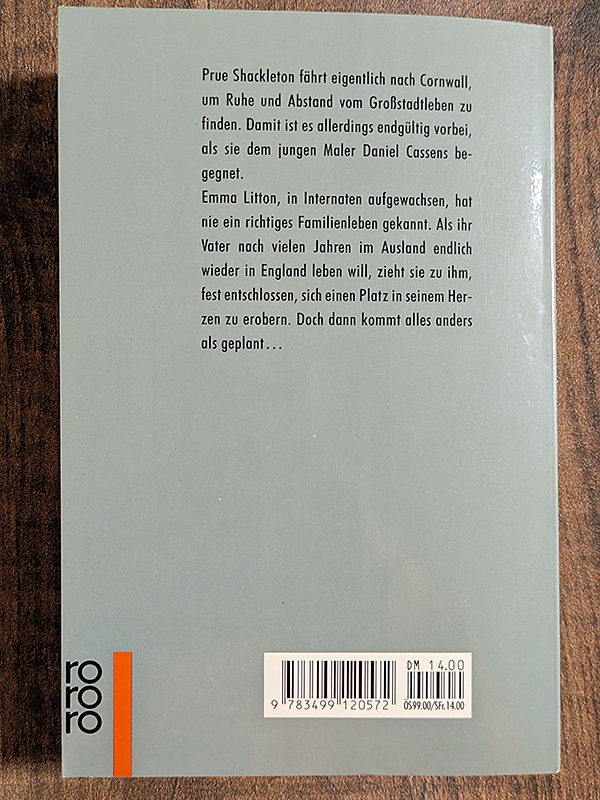 Prue Shackleton fährt eigentlich nach Cornwall,
um Ruhe und Abstand vom Großstadtleben zu
finden. Damit ist es allerdings endgültig vorbei,
als sie dem jungen Maler Daniel Cassens be-
gegnet.
Emma Litton, in Internaten aufgewachsen, hat
nie ein richtiges Familienleben gekannt. Als ihr
Vater nach vielen Jahren im Ausland endlich
wieder in England leben will, zieht sie zu ihm,
fest entschlossen, sich einen Platz in seinem Her-
zen zu erobern. Doch dann kommt alles anders
als geplant...
ro
ro
ro
DM 14.00
9 783499 120572
ÖS99.00/SFr.14.00